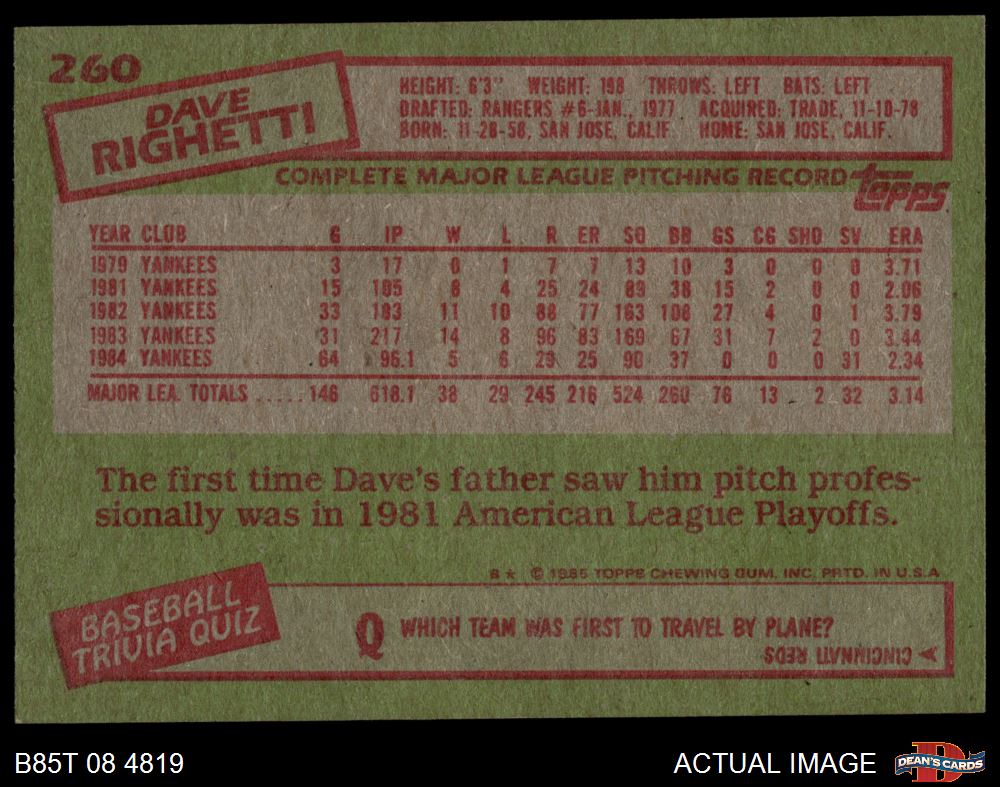 260
DAVE
RIGHETTI
HEIGHT: 6'3" WEIGHT: 198 THROWS: LEFT BATS: LEFT
DRAFTED: RANGERS #6-JAN., 1977 ACQUIRED: TRADE, 11-10-78
BORN: 11-28-58, SAN JOSE, CALIF. HOME: SAN JOSE, CALIF.
COMPLETE MAJOR LEAGUE PITCHING RECORD topps
YEAR CLUB G IP W L R ER SO BB GS CG SHO SV ERA
1979 YANKEES 3 17 0 1 7 7 13 10 3 0 0 0 3.71
1981 YANKEES 15 105 8 4 25 24 89 38 15 2 0 0 2.06
1982 YANKEES 33 183 11 10 88 77 163 108 27 4 0 1 3.79
1983 YANKEES 31 217 14 8 96 83 169 67 31 7 2 0 3.44
1984 YANKEES 64 96.1 5 6 29 25 90 37 0 0 0 31 2.34
MAJOR LEA. TOTALS ..... 146 618.1 38 29 245 216 524 260 76 13 2 32 3.14
The first time Dave's father saw him pitch profes-
sionally was in 1981 American League Playoffs.
B★ © 1985 TOPPS CHEWING GUM, INC. PRTD. IN U.S.A
BASEBALL
TRIVIA QUIZ
Q WHICH TEAM WAS FIRST TO TRAVEL BY PLANE?
A CINCINNATI REDS
B85T 08 4819
ACTUAL IMAGE
D
DEAN'S CARDS